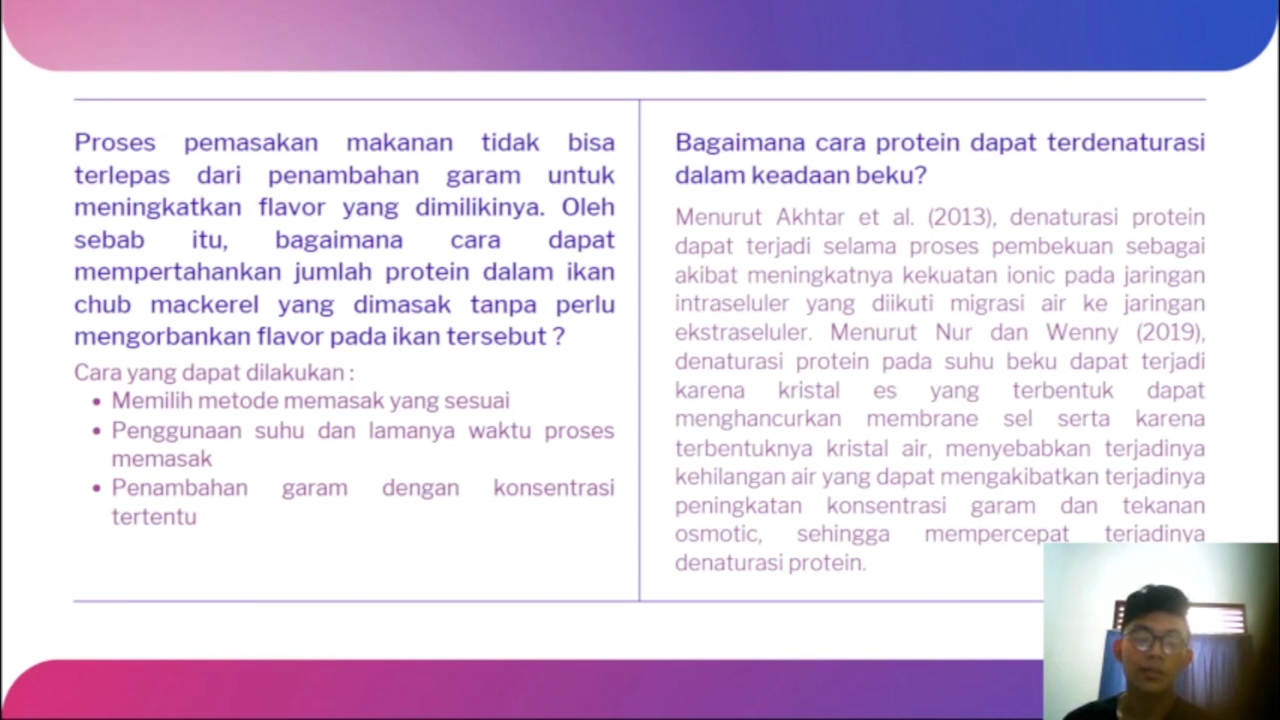 Proses pemasakan makanan tidak bisa
terlepas dari penambahan garam untuk
meningkatkan flavor yang dimilikinya. Oleh
sebab itu, bagaimana cara dapat
mempertahankan jumlah protein dalam ikan
chub mackerel yang dimasak tanpa perlu
mengorbankan flavor pada ikan tersebut ?
Cara yang dapat dilakukan :
• Memilih metode memasak yang sesuai
• Penggunaan suhu dan lamanya waktu proses
memasak
• Penambahan garam dengan konsentrasi
tertentu
Bagaimana cara protein dapat terdenaturasi
dalam keadaan beku?
Menurut Akhtar et al. (2013), denaturasi protein
dapat terjadi selama proses pembekuan sebagai
akibat meningkatnya kekuatan ionic pada jaringan
intraseluler yang diikuti migrasi air ke jaringan
ekstraseluler. Menurut Nur dan Wenny (2019),
denaturasi protein pada suhu beku dapat terjadi
karena kristal es yang terbentuk dapat
menghancurkan membrane sel serta karena
terbentuknya kristal air, menyebabkan terjadinya
kehilangan air yang dapat mengakibatkan terjadinya
peningkatan konsentrasi garam dan tekanan
osmotic, sehingga mempercepat terjadinya
denaturasi protein.